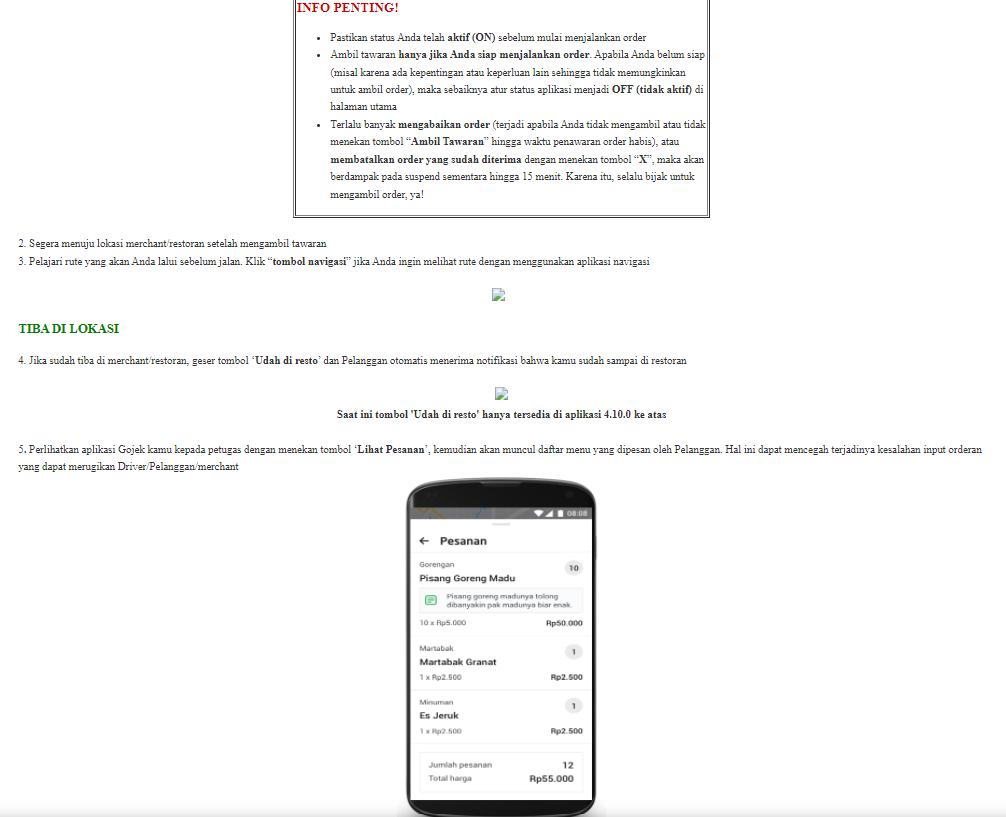 INFO PENTING!
Pastikan status Anda telah aktif (ON) sebelum mulai menjalankan order
Ambil tawaran hanya jika Anda siap menjalankan order. Apabila Anda belum siap
(misal karena ada kepentingan atau keperluan lain sehingga tidak memungkinkan
untuk ambil order), maka sebaiknya atur status aplikasi menjadi OFF (tidak aktif) di
halaman utama
Terlalu banyak mengabaikan order (terjadi apabila Anda tidak mengambil atau tidak
menekan tombol “Ambil Tawaran” hingga waktu penawaran order habis), atau
membatalkan order yang sudah diterima dengan menekan tombol “X”, maka akan
berdampak pada suspend sementara hingga 15 menit. Karena itu, selalu bijak untuk
mengambil order, ya!
2. Segera menuju lokasi merchant/restoran setelah mengambil tawaran
3. Pelajari rute yang akan Anda lalui sebelum jalan. Klik “tombol navigasi” jika Anda ingin melihat rute dengan menggunakan aplikasi navigasi
TIBA DI LOKASI
4. Jika sudah tiba di merchant/restoran, geser tombol ‘Udah di resto’ dan Pelanggan otomatis menerima notifikasi bahwa kamu sudah sampai di restoran
Saat ini tombol 'Udah di resto' hanya tersedia di aplikasi 4.10.0 ke atas
5. Perlihatkan aplikasi Gojek kamu kepada petugas dengan menekan tombol ‘Lihat Pesanan’, kemudian akan muncul daftar menu yang dipesan oleh Pelanggan. Hal ini dapat mencegah terjadinya kesalahan input orderan
yang dapat merugikan Driver/Pelanggan/merchant
08:08
← Pesanan
Gorengan
10
Pisang Goreng Madu
Pisang goreng madunya tolong
dibanyakin pak madunya biar enak.
10 x Rp5.000 Rp50.000
Martabak
1
Martabak Granat
1 x Rp2.500 Rp2.500
Minuman
1
Es Jeruk
1 x Rp2.500 Rp2.500
Jumlah pesanan 12
Total harga Rp55.000